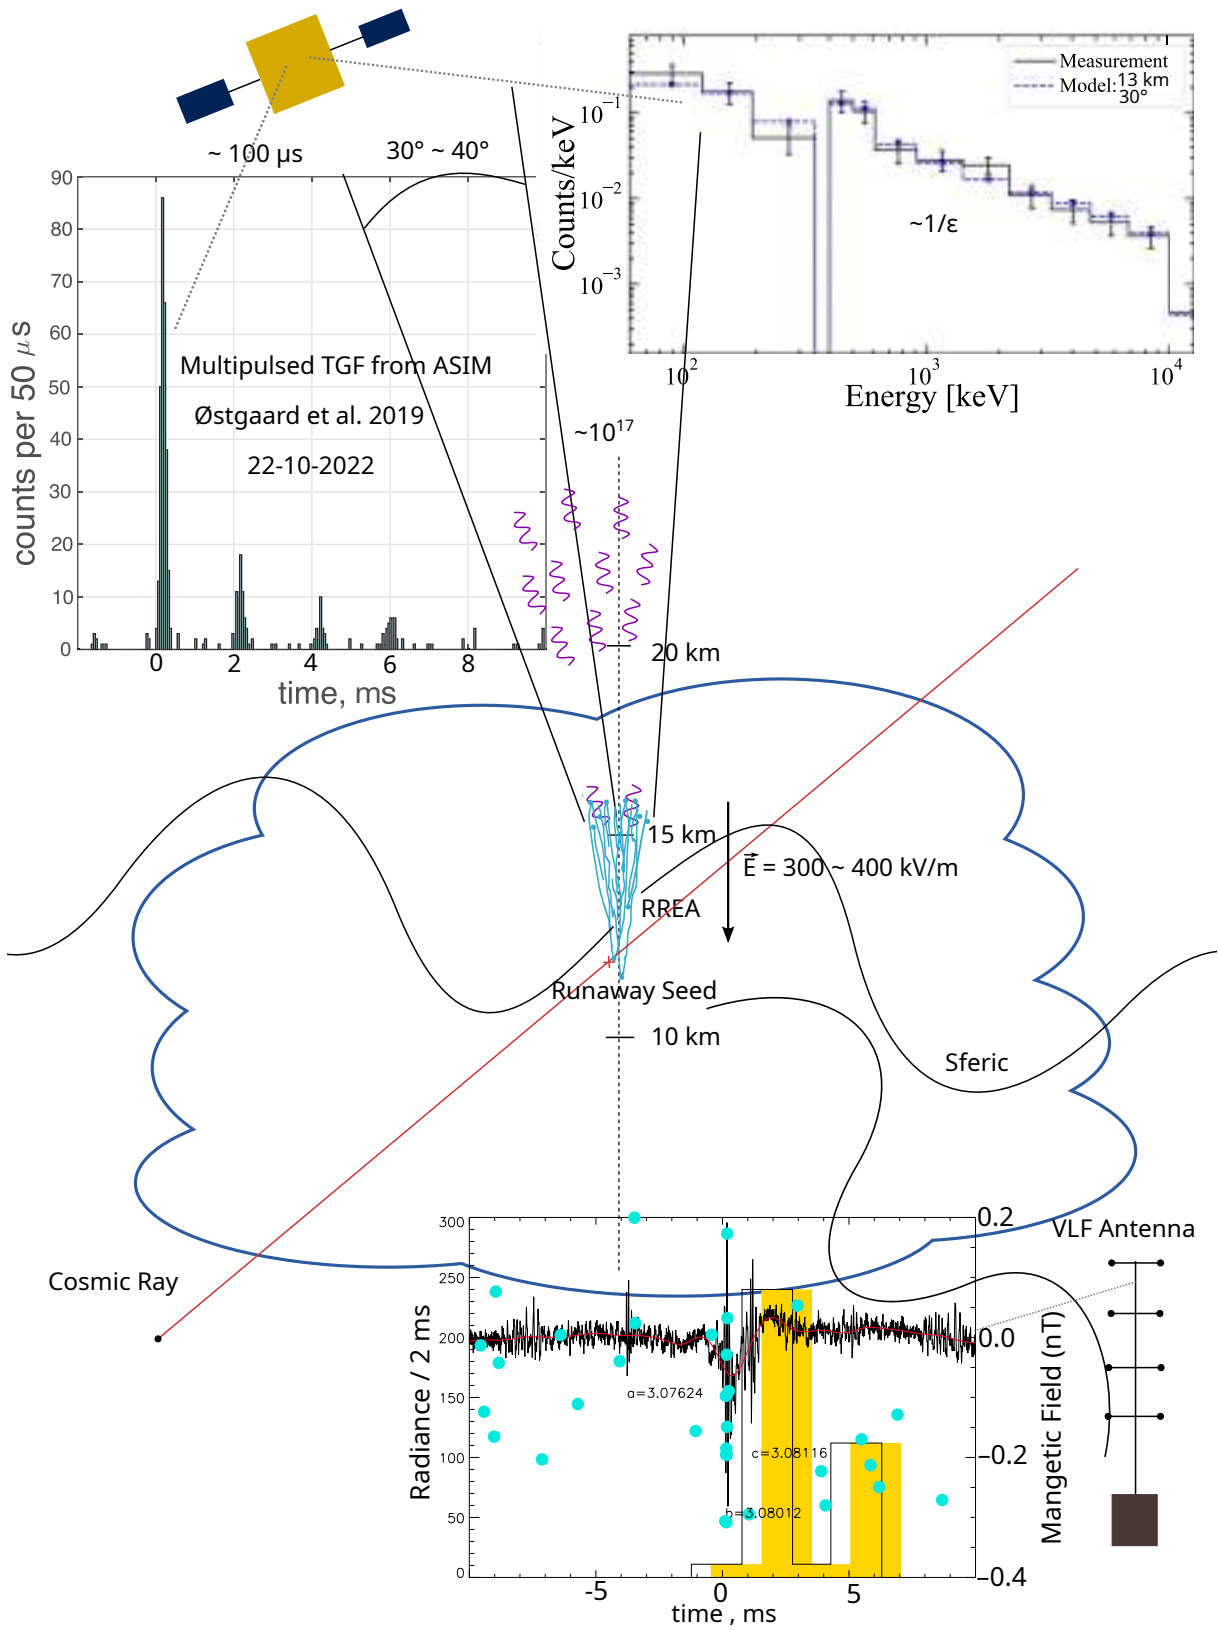 ~ 100 µs
30° ~ 40°
90
80
70
60
50
40
30
20
10
0
counts per 50 µs
Multipulsed TGF from ASIM
Østgaard et al. 2019
22-10-2022
0
2
4
6
8
time, ms
Measurement
Model: 13 km
30°
10⁻¹
10⁻²
10⁻³
Counts/keV
~1/ε
10²
10³
10⁴
Energy [keV]
~10¹⁷
20 km
15 km
E⃗ = 300 ~ 400 kV/m
RREA
Runaway Seed
10 km
Sferic
Cosmic Ray
VLF Antenna
300
250
200
150
100
50
0
Radiance / 2 ms
a=3.07624
c=3.08116
b=3.08012
0.2
0.0
−0.2
−0.4
Mangetic Field (nT)
-5
0
5
time , ms